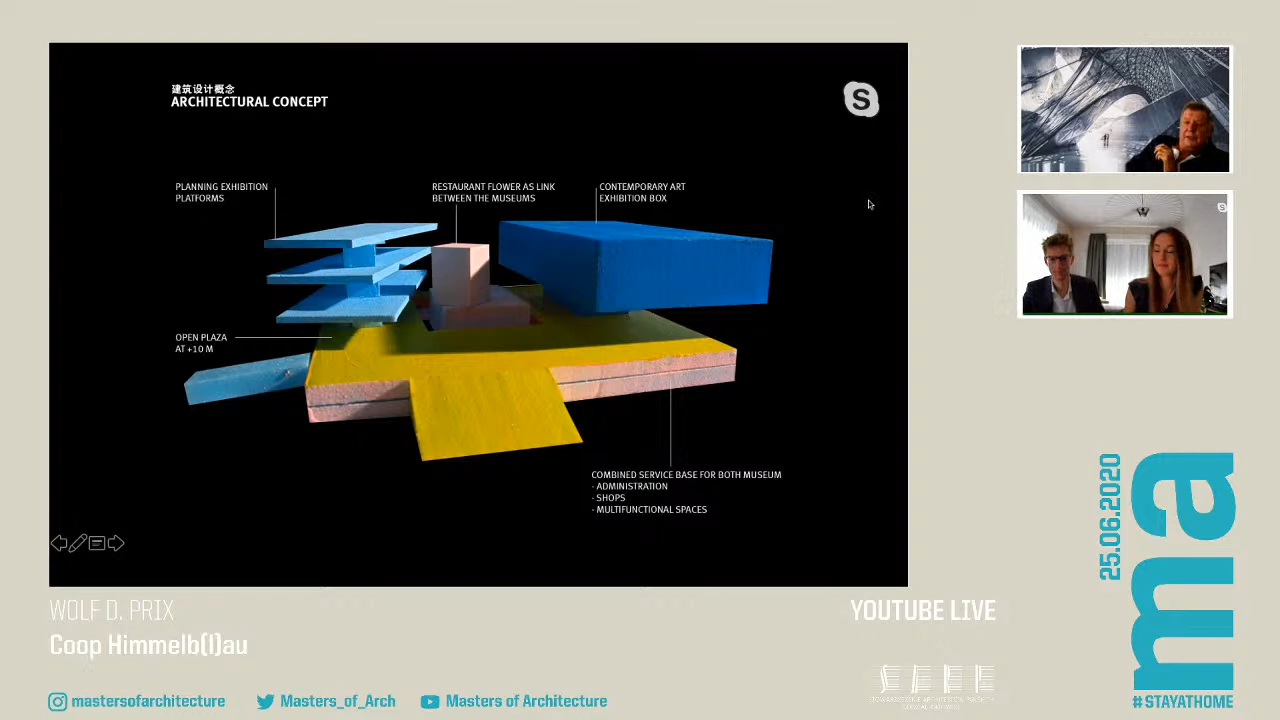 建筑设计概念
ARCHITECTURAL CONCEPT
S
PLANNING EXHIBITION
PLATFORMS
RESTAURANT FLOWER AS LINK
BETWEEN THE MUSEUMS
CONTEMPORARY ART
EXHIBITION BOX
S
OPEN PLAZA
AT +10 M
COMBINED SERVICE BASE FOR BOTH MUSEUM
- ADMINISTRATION
- SHOPS
- MULTIFUNCTIONAL SPACES
25.06.2020
ma
WOLF D. PRIX
Coop Himmelb(l)au
YOUTUBE LIVE
mastersofarchitecture
Masters_of_Arch
Masters of Architecture
#STAYATHOME